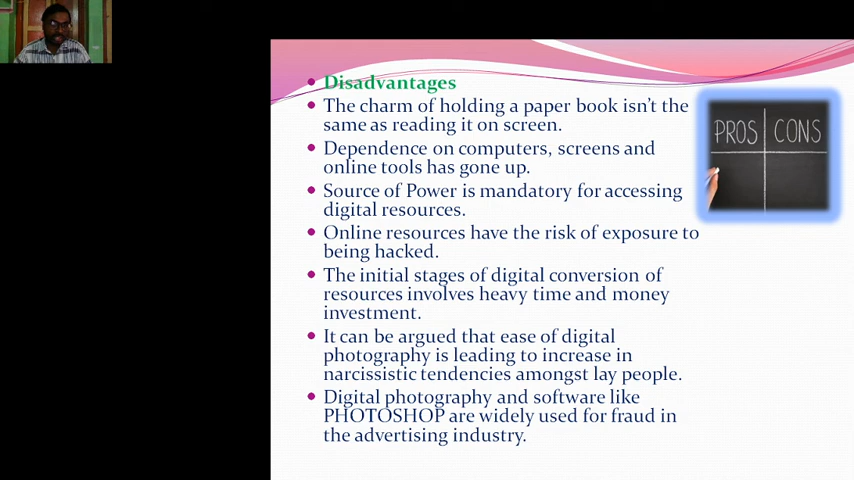 Disadvantages
The charm of holding a paper book isn't the
same as reading it on screen.
Dependence on computers, screens and
online tools has gone up.
Source of Power is mandatory for accessing
digital resources.
Online resources have the risk of exposure to
being hacked.
The initial stages of digital conversion of
resources involves heavy time and money
investment.
It can be argued that ease of digital
photography is leading to increase in
narcissistic tendencies amongst lay people.
Digital photography and software like
PHOTOSHOP are widely used for fraud in
the advertising industry.
PROS CONS